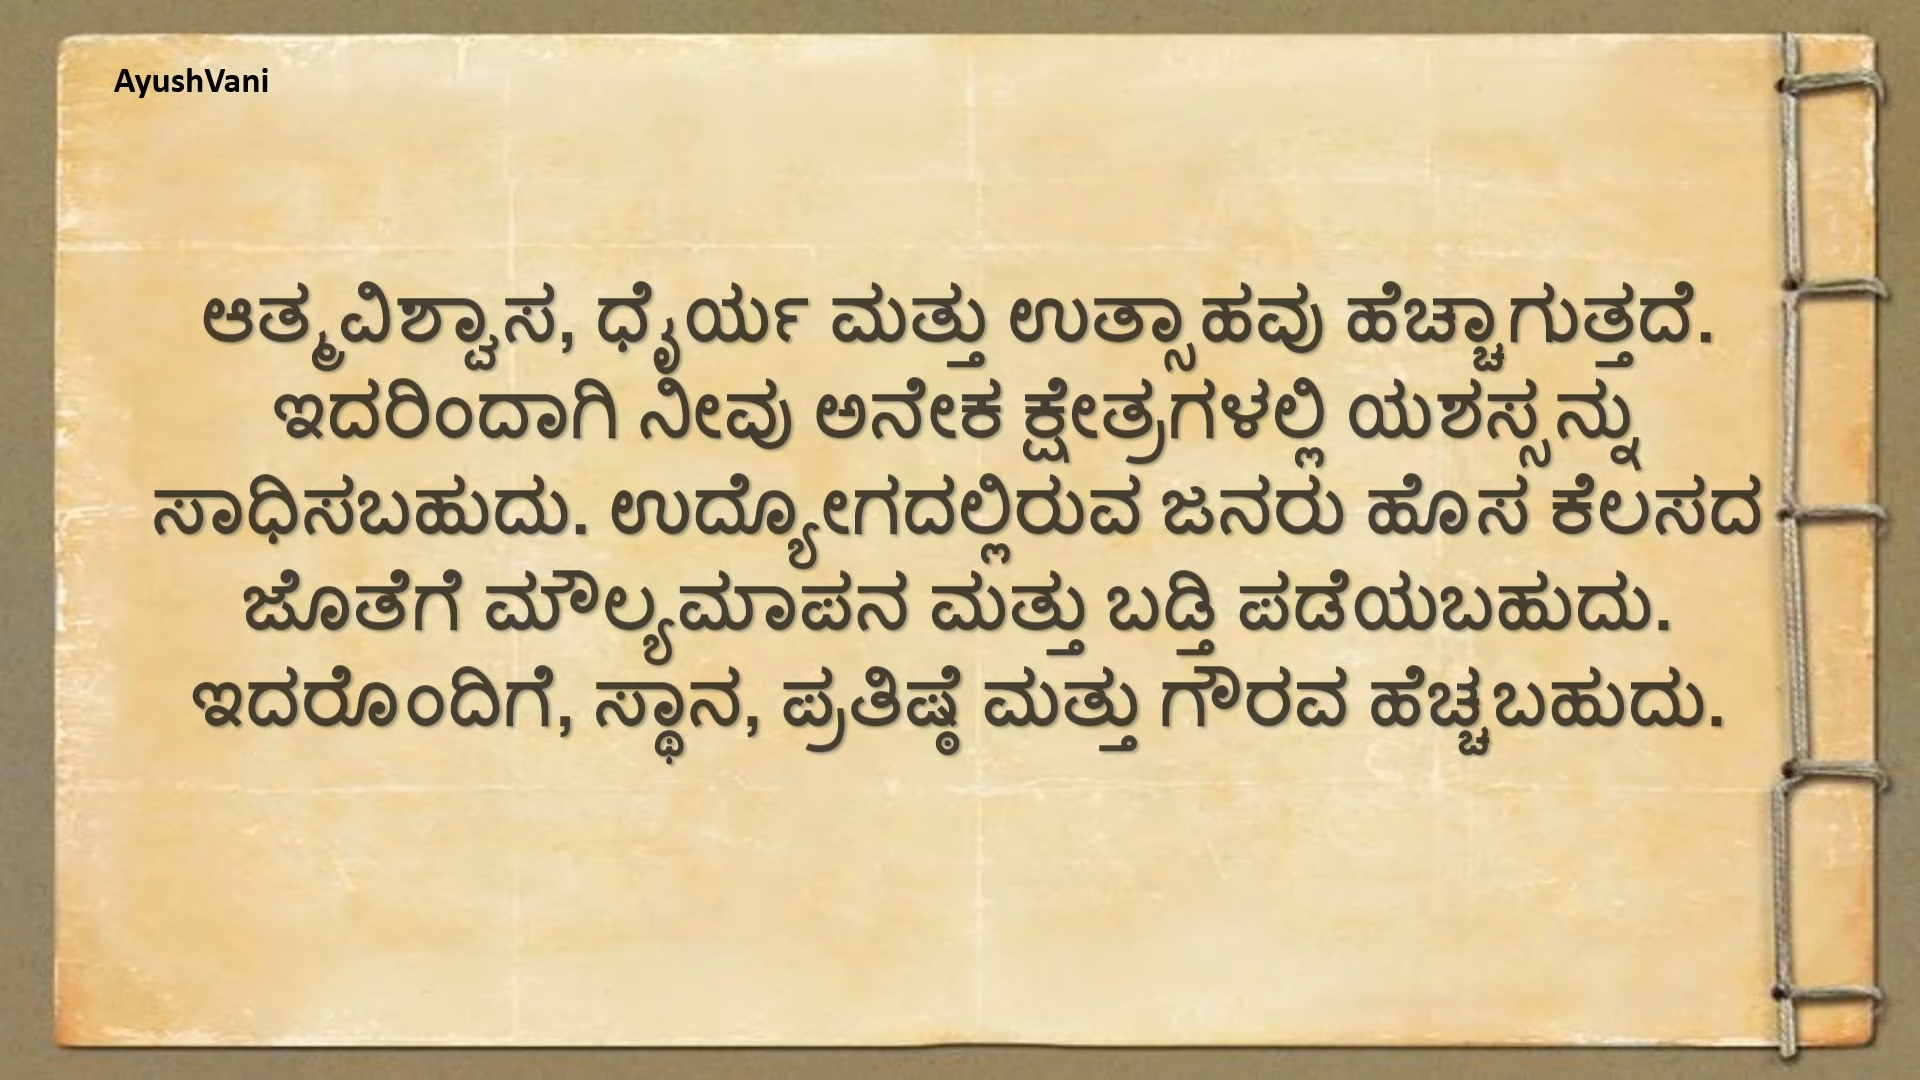 AyushVani
ಆತ್ಮವಿಶ್ವಾಸ, ಧೈರ್ಯ ಮತ್ತು ಉತ್ಸಾಹವು ಹೆಚ್ಚಾಗುತ್ತದೆ.
ಇದರಿಂದಾಗಿ ನೀವು ಅನೇಕ ಕ್ಷೇತ್ರಗಳಲ್ಲಿ ಯಶಸ್ಸನ್ನು
ಸಾಧಿಸಬಹುದು. ಉದ್ಯೋಗದಲ್ಲಿರುವ ಜನರು ಹೊಸ ಕೆಲಸದ
ಜೊತೆಗೆ ಮೌಲ್ಯಮಾಪನ ಮತ್ತು ಬಡ್ತಿ ಪಡೆಯಬಹುದು.
ಇದರೊಂದಿಗೆ, ಸ್ಥಾನ, ಪ್ರತಿಷ್ಠೆ ಮತ್ತು ಗೌರವ ಹೆಚ್ಚಬಹುದು.